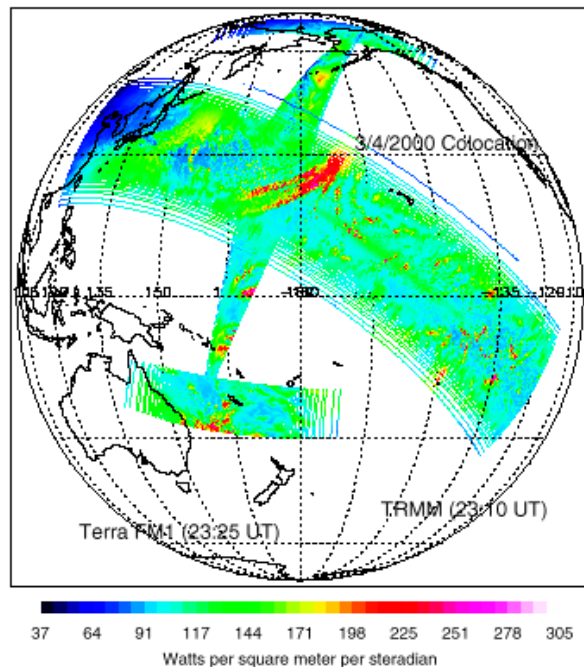 3/4/2000 Colocation
135 150 -135
TRMM (23:10 UT)
Terra FM1 (23:25 UT)
37 64 91 117 144 171 198 225 251 278 305
Watts per square meter per steradian